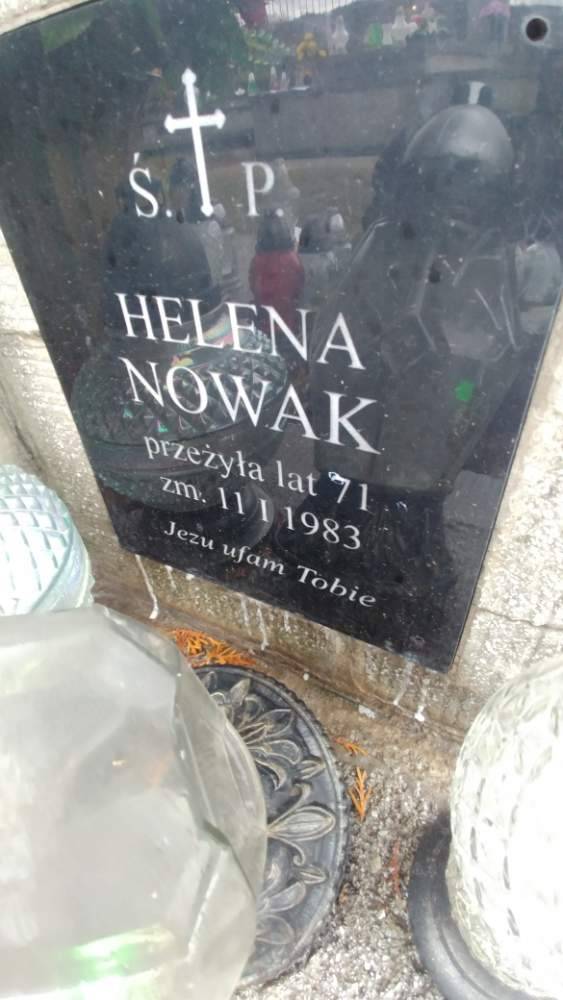 Ś. P.
HELENA
NOWAK
przeżyła lat 71
zm. 11 I 1983
Jezu ufam Tobie